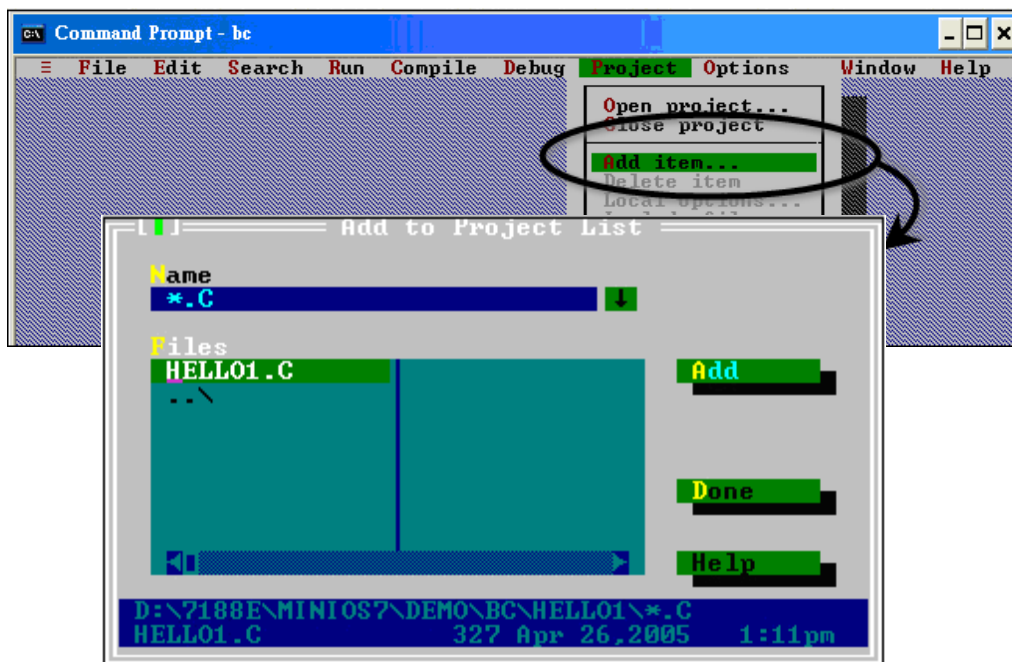 Command Prompt - bc
≡ File Edit Search Run Compile Debug Project Options Window Help
Open project...
Close project
Add item...
Delete item
Local options...
[■] Add to Project List
Name
*.C
Files
HELLO1.C
..\
Add
Done
Help
D:\7188E\MINIOS7\DEMO\BC\HELLO1\*.C
HELLO1.C 327 Apr 26,2005 1:11pm